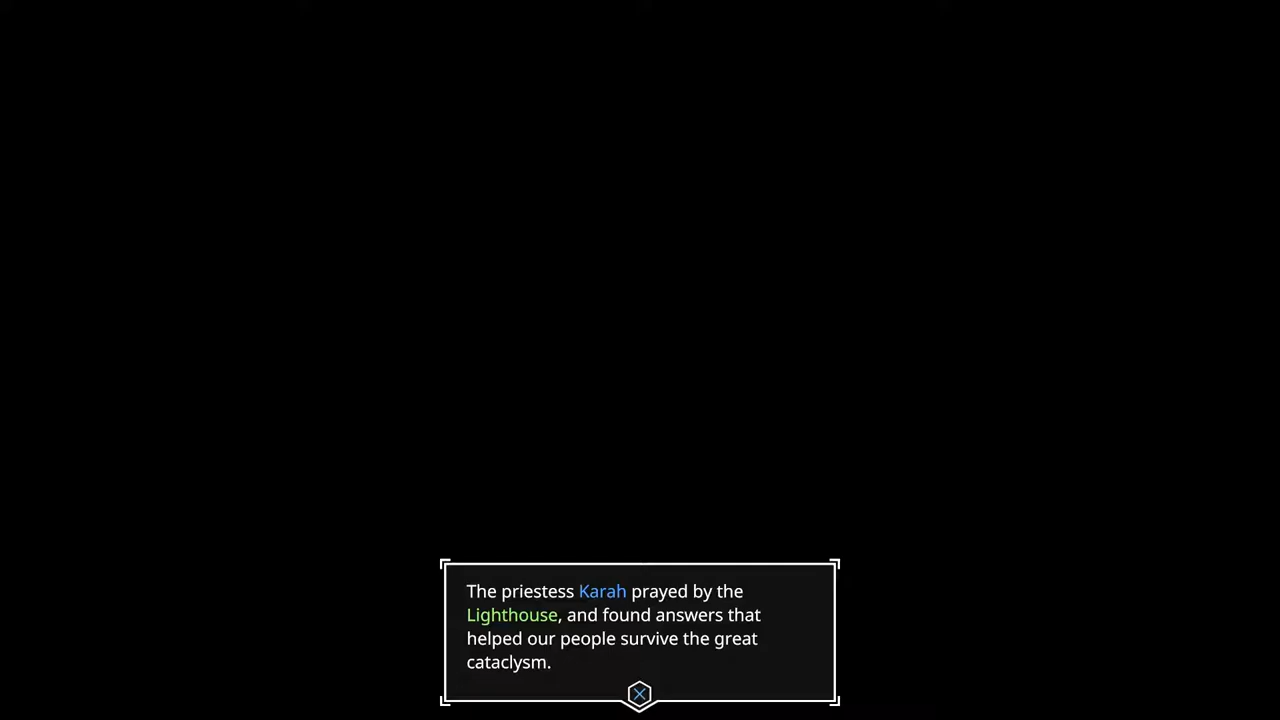 The priestess Karah prayed by the
Lighthouse, and found answers that
helped our people survive the great
cataclysm.